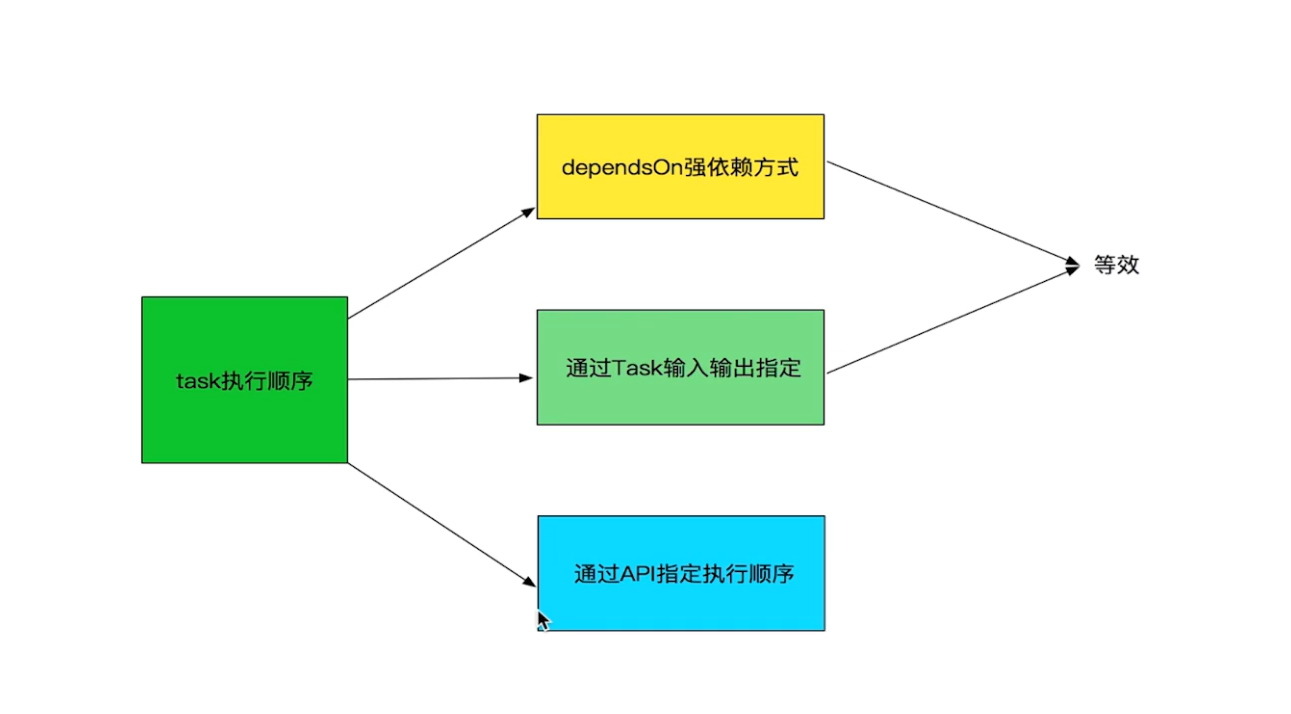 dependsOn强依赖方式
等效
通过Task输入输出指定
task执行顺序
通过API指定执行顺序